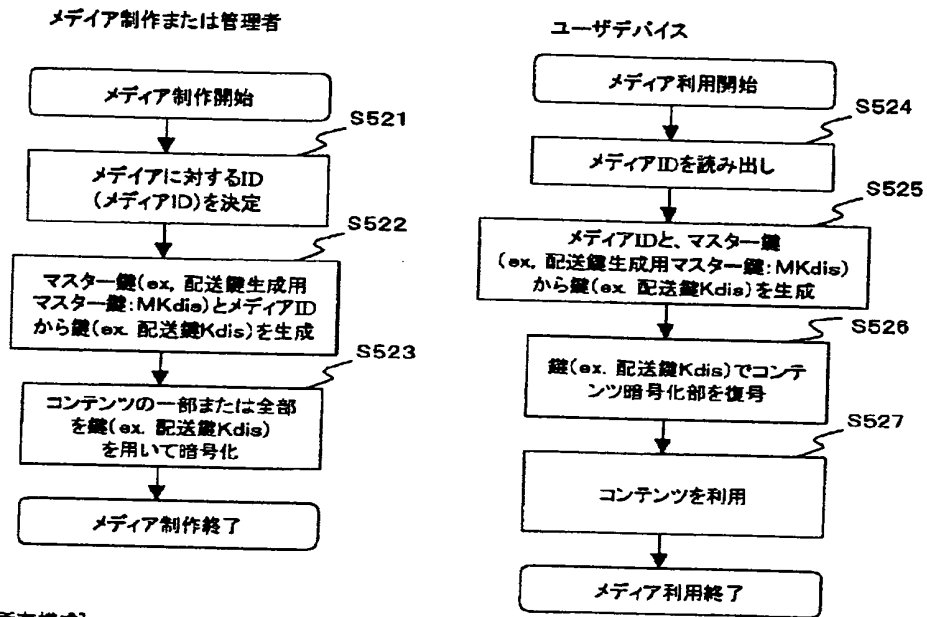 メデイア制作または管理者
メディア制作開始
S521
メデイアに対するID
(メディアID)を決定
S522
マスター鍵(ex, 配送鍵生成用
マスター鍵:MKdis)とメディアID
から鍵(ex. 配送鍵Kdis)を生成
S523
コンテンツの一部または全部
を鍵(ex. 配送鍵Kdis)
を用いて暗号化
メディア制作終了
ユーザデバイス
メディア利用開始
S524
メディアIDを読み出し
S525
メディアIDと、マスター鍵
(ex, 配送鍵生成用マスター鍵:MKdis)
から鍵(ex. 配送鍵Kdis)を生成
S526
鍵(ex. 配送鍵Kdis)でコンテ
ンツ暗号化部を復号
S527
コンテンツを利用
メディア利用終了